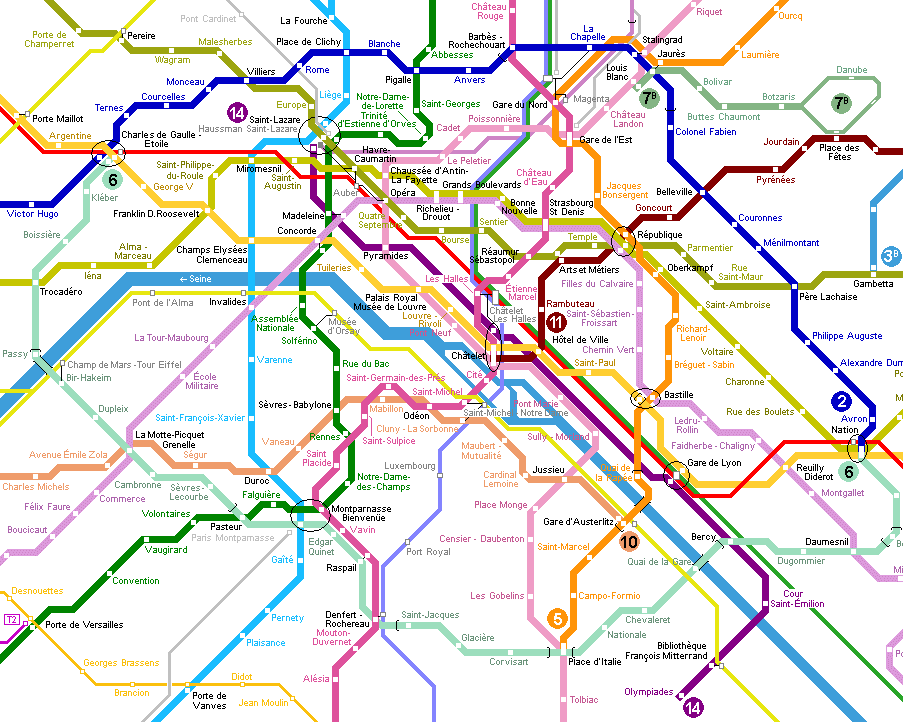 Pont Cardinet
La Fourche
Château
Rouge
Riquet
Ourcq
Porte de
Champerret
Pereire
Malesherbes
Wagram
Place de Clichy
Blanche
Abbesses
Barbès -
Rochechouart
La
Chapelle
Stalingrad
Jaurès
Laumière
Monceau
Villiers
Rome
Pigalle
Anvers
Louis
Blanc
7B
Bolivar
Danube
Botzaris
7B
Buttes Chaumont
Ternes
Courcelles
Liège
Europe
14
Notre-Dame-
de-Lorette
Trinité
d'Estienne d'Orves
Saint-Georges
Gare du Nord
Magenta
Château
Landon
Colonel Fabien
Porte Maillot
Argentine
Charles de Gaulle -
Etoile
Saint-Lazare
Haussman
Saint-Lazare
Poissonnière
Cadet
Gare de l'Est
Jourdain
Place des
Fêtes
Havre-
Caumartin
Le Peletier
Saint-Philippe-
du-Roule
Miromesnil
Saint-
Augustin
Chaussée d'Antin-
La Fayette
Château
d'Eau
Pyrénées
6
Kléber
George V
Auber
Opéra
Grands Boulevards
Jacques
Bonsergent
Belleville
Victor Hugo
Franklin D. Roosevelt
Madeleine
Quatre
Septembre
Richelieu -
Drouot
Bonne
Nouvelle
Strasbourg
St Denis
Goncourt
Couronnes
Boissière
Concorde
Sentier
Temple
République
Alma -
Marceau
Champs Elysées
Clemenceau
Bourse
Réaumur
Sébastopol
Arts et Métiers
Oberkampf
Parmentier
Ménilmontant
3B
Iéna
Tuileries
Pyramides
Les Halles
Filles du Calvaire
Rue
Saint-Maur
Gambetta
Trocadéro
← Seine
Étienne
Marcel
Père Lachaise
Pont de l'Alma
Invalides
Palais Royal
Musée de Louvre
Châtelet
Les Halles
Rambuteau
11
Saint-Sébastien-
Froissart
Saint-Ambroise
Assemblée
Nationale
Musée
d'Orsay
Louvre -
Rivoli
Pont Neuf
Richard-
Lenoir
Philippe Auguste
La Tour-Maubourg
Solférino
Hôtel de Ville
Chemin Vert
Voltaire
Passy
Champ de Mars - Tour Eiffel
Bir-Hakeim
Varenne
Rue du Bac
Châtelet
Cité
Saint-Paul
Bréguet - Sabin
Alexandre Dum
École
Militaire
Saint-Germain-des-Prés
Saint-Michel
Charonne
Bastille
2
Dupleix
Saint-François-Xavier
Sèvres-Babylone
Mabillon
Odéon
Saint-Michel - Notre Dame
Pont Marie
Rue des Boulets
Avron
Nation
La Motte-Picquet
Grenelle
Vaneau
Rennes
Saint
Sulpice
Cluny - La Sorbonne
Maubert -
Mutualité
Sully - Morland
Ledru-
Rollin
Faidherbe - Chaligny
Avenue Émile Zola
Ségur
Saint
Placide
Luxembourg
Cardinal
Lemoine
Jussieu
Quai de
la Rapée
Gare de Lyon
Reuilly
Diderot
6
Charles Michels
Cambronne
Duroc
Notre-Dame
-des-Champs
Montgallet
Félix Faure
Commerce
Sèvres-
Lecourbe
Falguière
Place Monge
Boucicaut
Volontaires
Pasteur
Montparnasse
Bienvenüe
Gare d'Austerlitz
10
Paris Montparnasse
Vavin
Censier - Daubenton
Bercy
Daumesnil
Vaugirard
Edgar
Quinet
Port Royal
Saint-Marcel
Quai de la Gare
Dugommier
Gaîté
Raspail
Convention
Desnouettes
T2
Les Gobelins
Campo-Formio
Cour
Saint-Émilion
Porte de Versailles
Pernety
Denfert -
Rochereau
Saint-Jacques
5
Chevaleret
Plaisance
Mouton-
Duvernet
Glacière
Nationale
Bibliothèque
François Mitterrand
Georges Brassens
Corvisart
Place d'Italie
Didot
Brancion
Alésia
Porte de
Vanves
Jean Moulin
Tolbiac
Olympiades
14